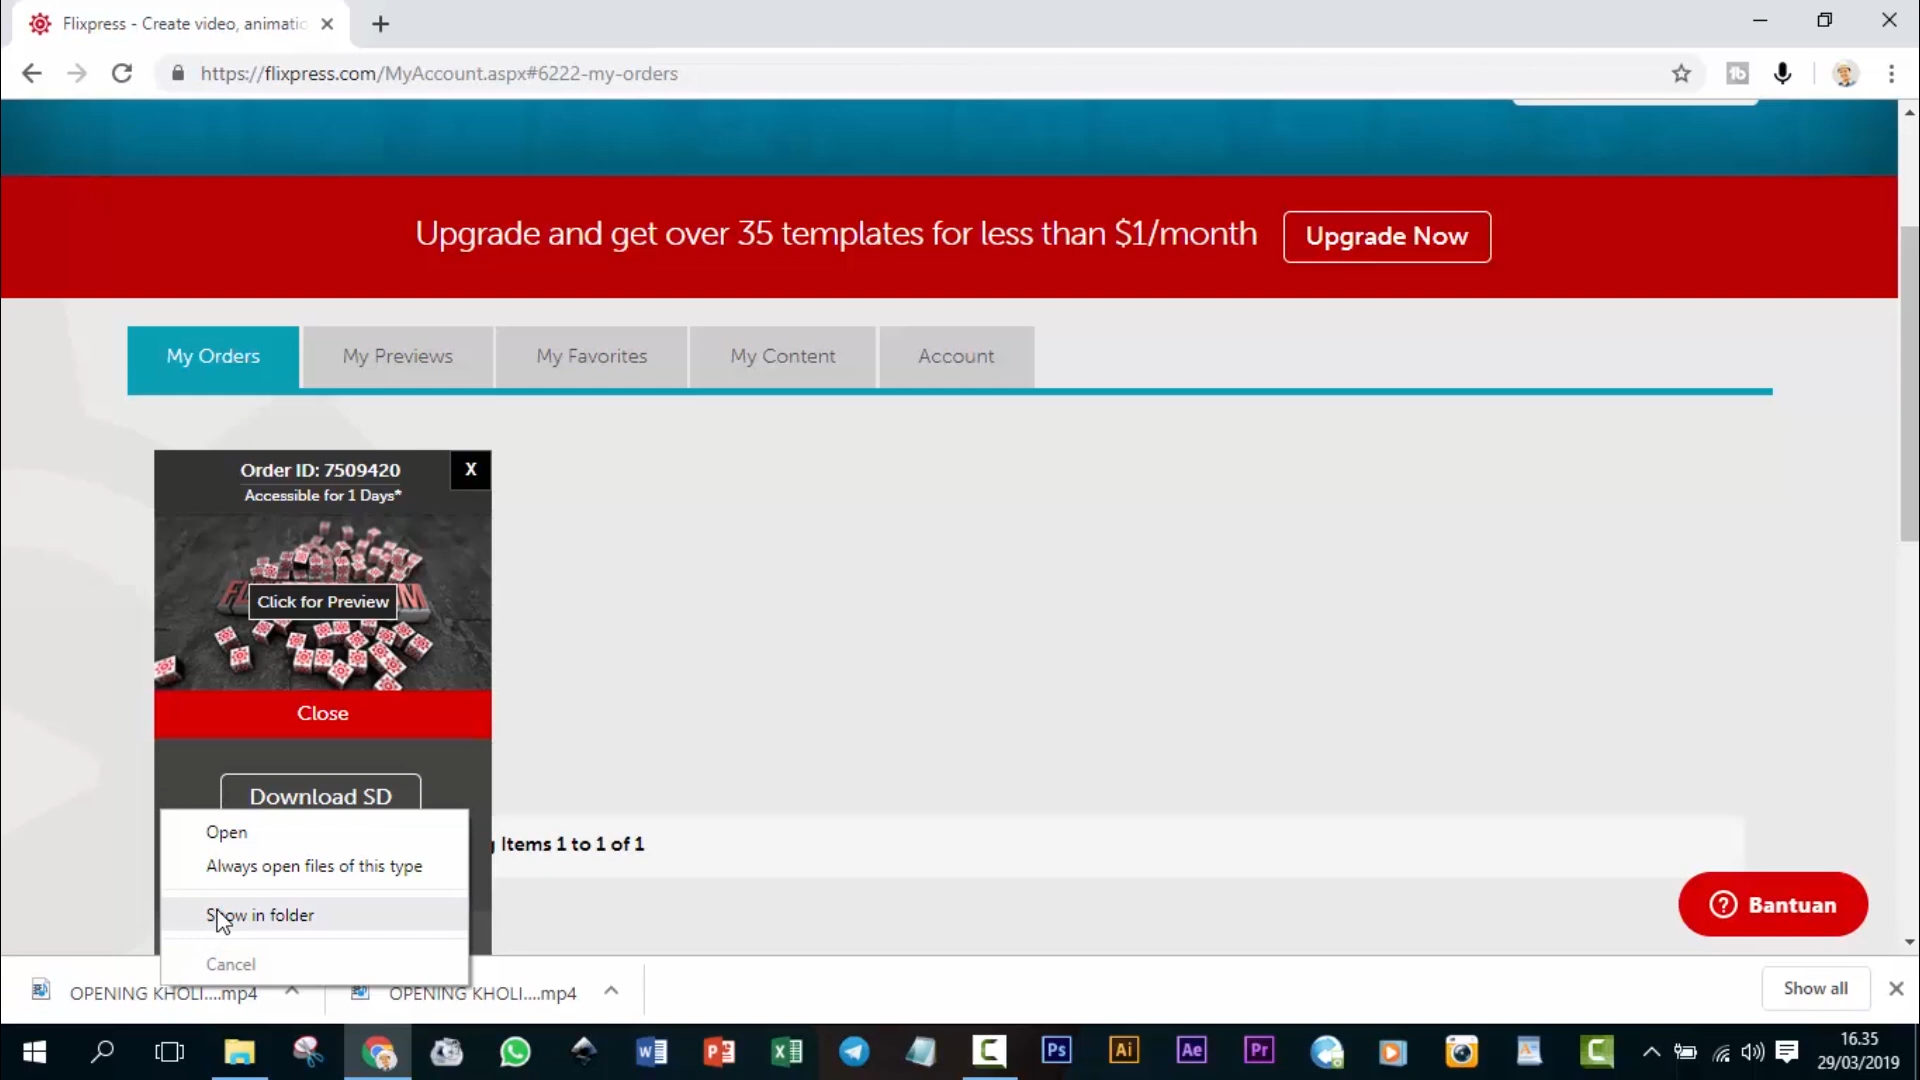 Flixpress - Create video, animatic
https://flixpress.com/MyAccount.aspx#6222-my-orders
Upgrade and get over 35 templates for less than $1/month
Upgrade Now
My Orders
My Previews
My Favorites
My Content
Account
Order ID: 7509420
X
Accessible for 1 Days*
Click for Preview
Close
Download SD
Open
Always open files of this type
Show in folder
Cancel
Items 1 to 1 of 1
Bantuan
OPENING KHOLI....mp4
OPENING KHOLI....mp4
Show all
Ps
Ai
Ae
Pr
16.35
29/03/2019